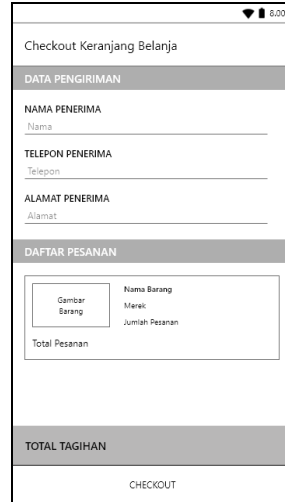 8.00
Checkout Keranjang Belanja
DATA PENGIRIMAN
NAMA PENERIMA
Nama
TELEPON PENERIMA
Telepon
ALAMAT PENERIMA
Alamat
DAFTAR PESANAN
Gambar
Barang
Nama Barang
Merek
Jumlah Pesanan
Total Pesanan
TOTAL TAGIHAN
CHECKOUT